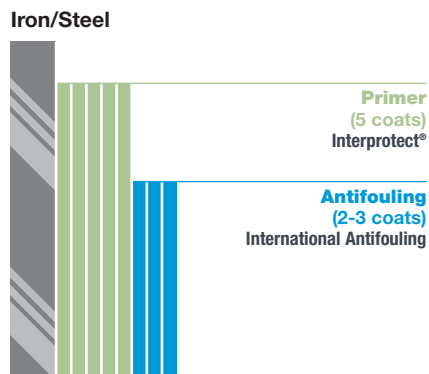 Iron/Steel
Primer
(5 coats)
Interprotect®
Antifouling
(2-3 coats)
International Antifouling